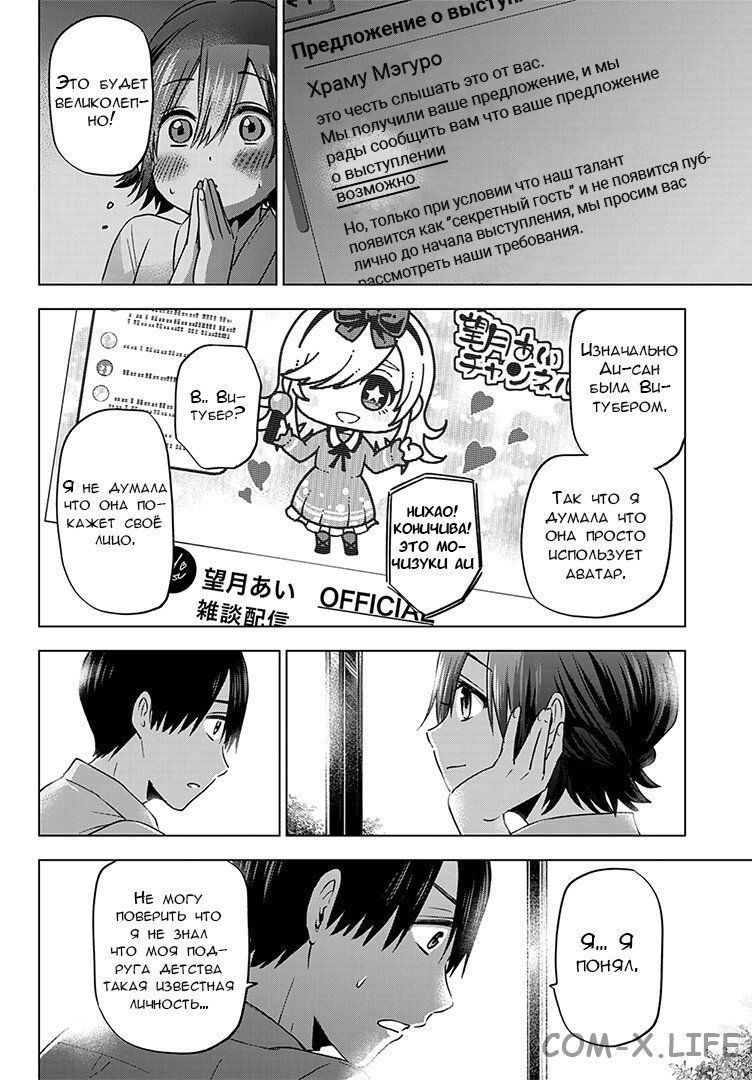 Предложение о выступл
Храму Мэгуро
это честь слышать это от вас.
Мы получили ваше предложение, и мы
рады сообщить вам что ваше предложение
о выступлении
возможно
Но, только при условии что наш талант
появится как "секретный гость" и не появится пуб-
лично до начала выступления, мы просим вас
рассмотреть наши требования.
Это будет
великолеп-
но!
Изначально
Аи-сан
была Ви-
тубером.
望月あい
チャンネル
В.. Ви-
тубер?
Так что я
думала что
она просто
использует
аватар.
Нихао!
Коничива!
Это Мо-
чизуки Аи
Я не думала
что она по-
кажет своё
лицо.
望月あい
雑談配信
OFFICIAL
Я... Я
понял.
Не могу
поверить что
я не знал
что моя под-
руга детства
такая известная
личность...
COM-X.LIFE